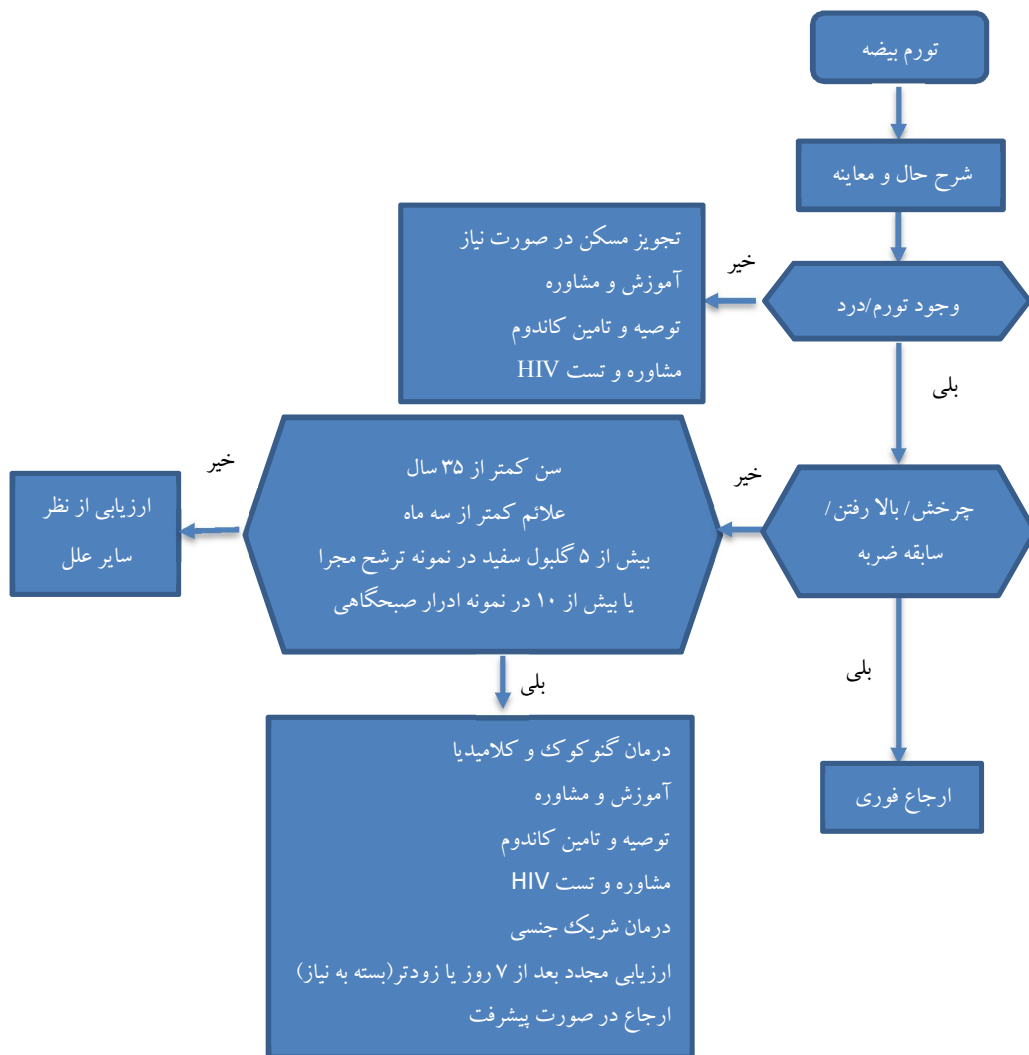 تورم بیضه
شرح حال و معاینه
وجود تورم/درد
خیر
تجویز مسکن در صورت نیاز
آموزش و مشاوره
توصیه و تامین کاندوم
مشاوره و تست HIV
بلی
چرخش/ بالا رفتن/
سابقه ضربه
خیر
سن کمتر از ۳۵ سال
علائم کمتر از سه ماه
بیش از ۵ گلبول سفید در نمونه ترشح مجرا
یا بیش از ۱۰ در نمونه ادرار صبحگاهی
خیر
ارزیابی از نظر
سایر علل
بلی
ارجاع فوری
بلی
درمان گنوکوک و کلامیدیا
آموزش و مشاوره
توصیه و تامین کاندوم
مشاوره و تست HIV
درمان شریک جنسی
ارزیابی مجدد بعد از ۷ روز یا زودتر(بسته به نیاز)
ارجاع در صورت پیشرفت